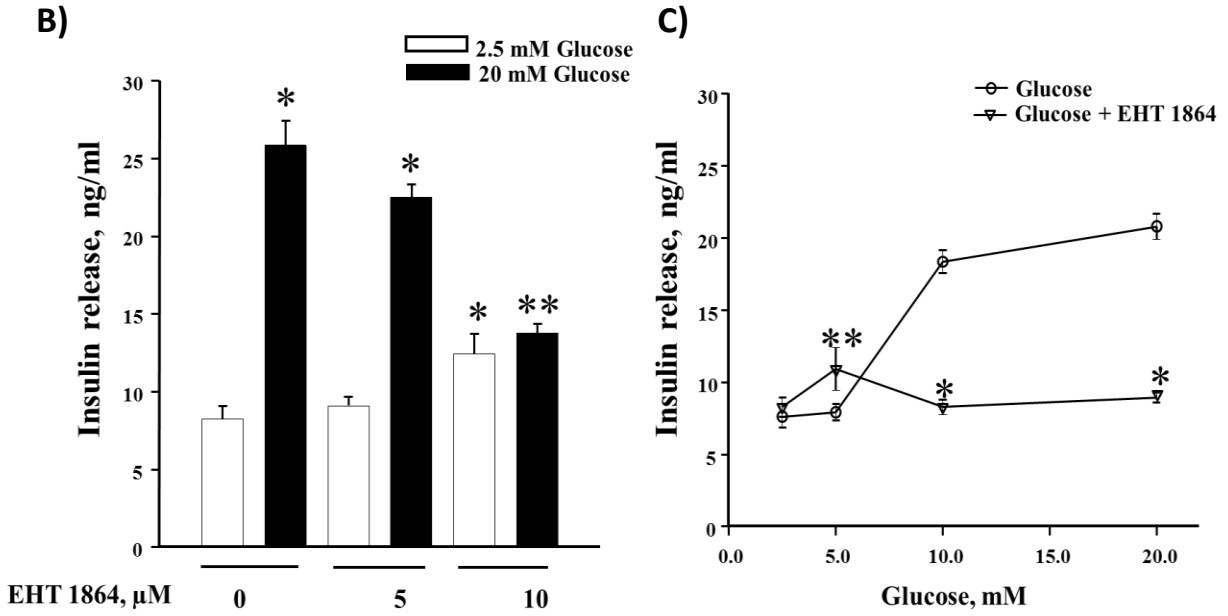 B)
2.5 mM Glucose
20 mM Glucose
Insulin release, ng/ml
30
25
20
15
10
5
0
*
*
*
**
EHT 1864, µM 0 5 10
C)
Glucose
Glucose + EHT 1864
Insulin release, ng/ml
30
25
20
15
10
5
0
**
*
*
0.0 5.0 10.0 15.0 20.0
Glucose, mM